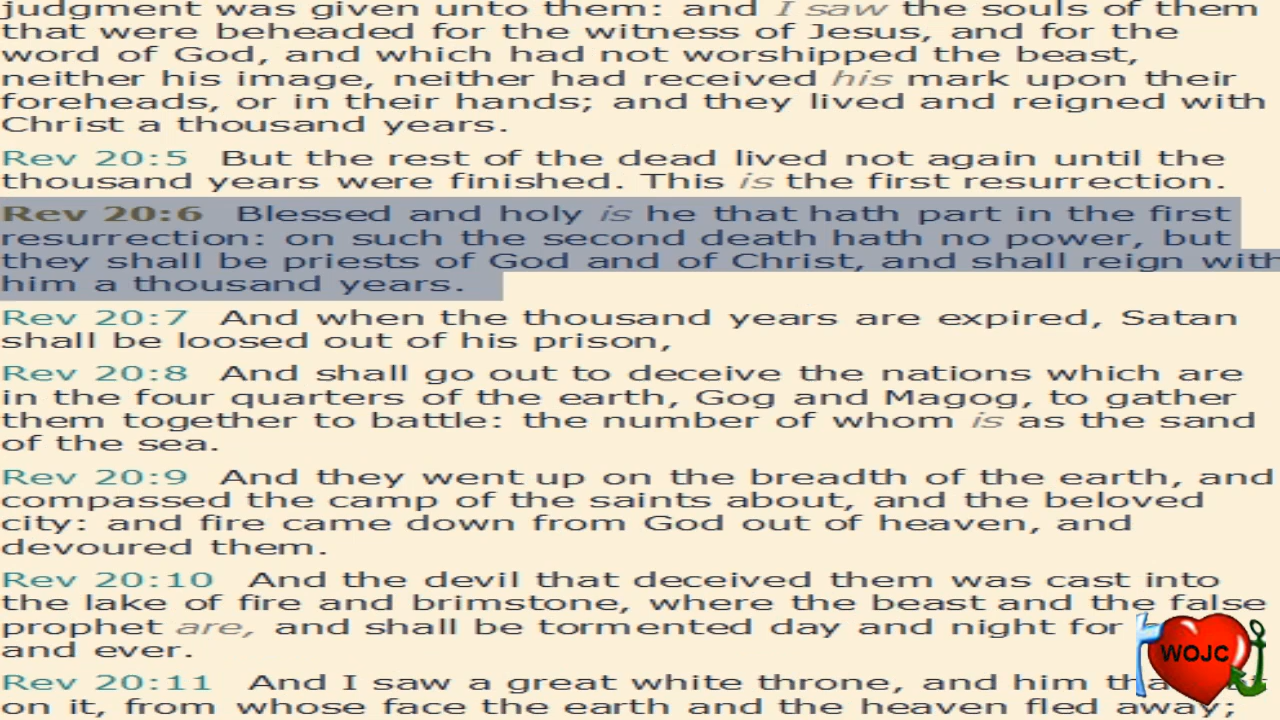 judgment was given unto them: and I saw the souls of them
that were beheaded for the witness of Jesus, and for the
word of God, and which had not worshipped the beast,
neither his image, neither had received his mark upon their
foreheads, or in their hands; and they lived and reigned with
Christ a thousand years.
Rev 20:5 But the rest of the dead lived not again until the
thousand years were finished. This is the first resurrection.
Rev 20:6 Blessed and holy is he that hath part in the first
resurrection: on such the second death hath no power, but
they shall be priests of God and of Christ, and shall reign with
him a thousand years.
Rev 20:7 And when the thousand years are expired, Satan
shall be loosed out of his prison,
Rev 20:8 And shall go out to deceive the nations which are
in the four quarters of the earth, Gog and Magog, to gather
them together to battle: the number of whom is as the sand
of the sea.
Rev 20:9 And they went up on the breadth of the earth, and
compassed the camp of the saints about, and the beloved
city: and fire came down from God out of heaven, and
devoured them.
Rev 20:10 And the devil that deceived them was cast into
the lake of fire and brimstone, where the beast and the false
prophet are, and shall be tormented day and night for
and ever.
Rev 20:11 And I saw a great white throne, and him
on it, from whose face the earth and the heaven fled away;
WOJC